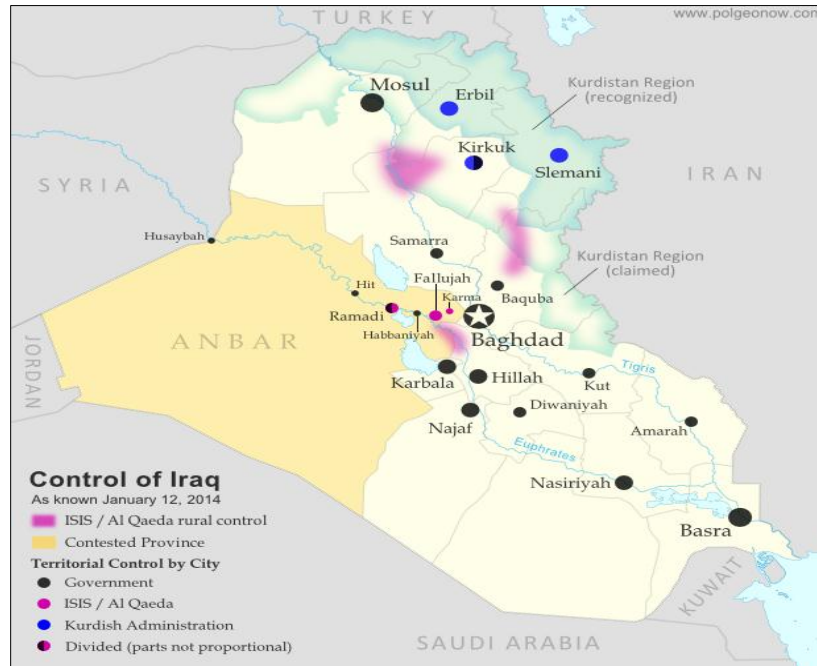 TURKEY
www.polgeonow.com
Mosul
Erbil
Kurdistan Region
(recognized)
Kirkuk
Slemani
SYRIA
IRAN
Husaybah
Samarra
Kurdistan Region
(claimed)
Hit
Fallujah
Karma
Baquba
Ramadi
Habbaniyah
ANBAR
Baghdad
JORDAN
Tigris
Karbala
Hillah
Kut
Najaf
Diwaniyah
Amarah
Euphrates
Control of Iraq
As known January 12, 2014
Nasiriyah
ISIS / Al Qaeda rural control
Contested Province
Basra
Territorial Control by City
Government
KUWAIT
ISIS / Al Qaeda
Kurdish Administration
Divided (parts not proportional)
SAUDI ARABIA